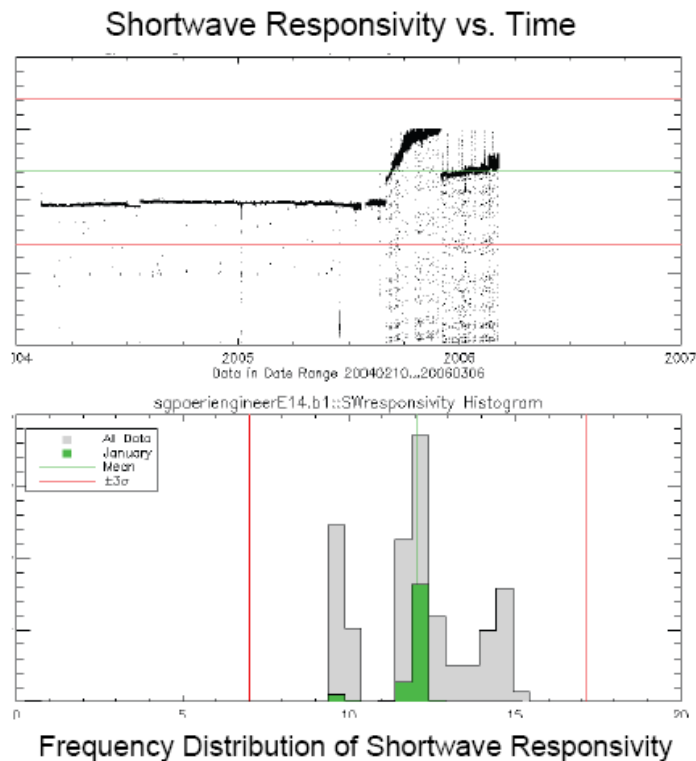 Shortwave Responsivity vs. Time
004 2005 2006 2007
Data in Date Range 20040210...20060306
sgpaeriengineerE14.b1::SWresponsivity Histogram
All Data
January
Mean
±3σ
0 5 10 15 20
Frequency Distribution of Shortwave Responsivity